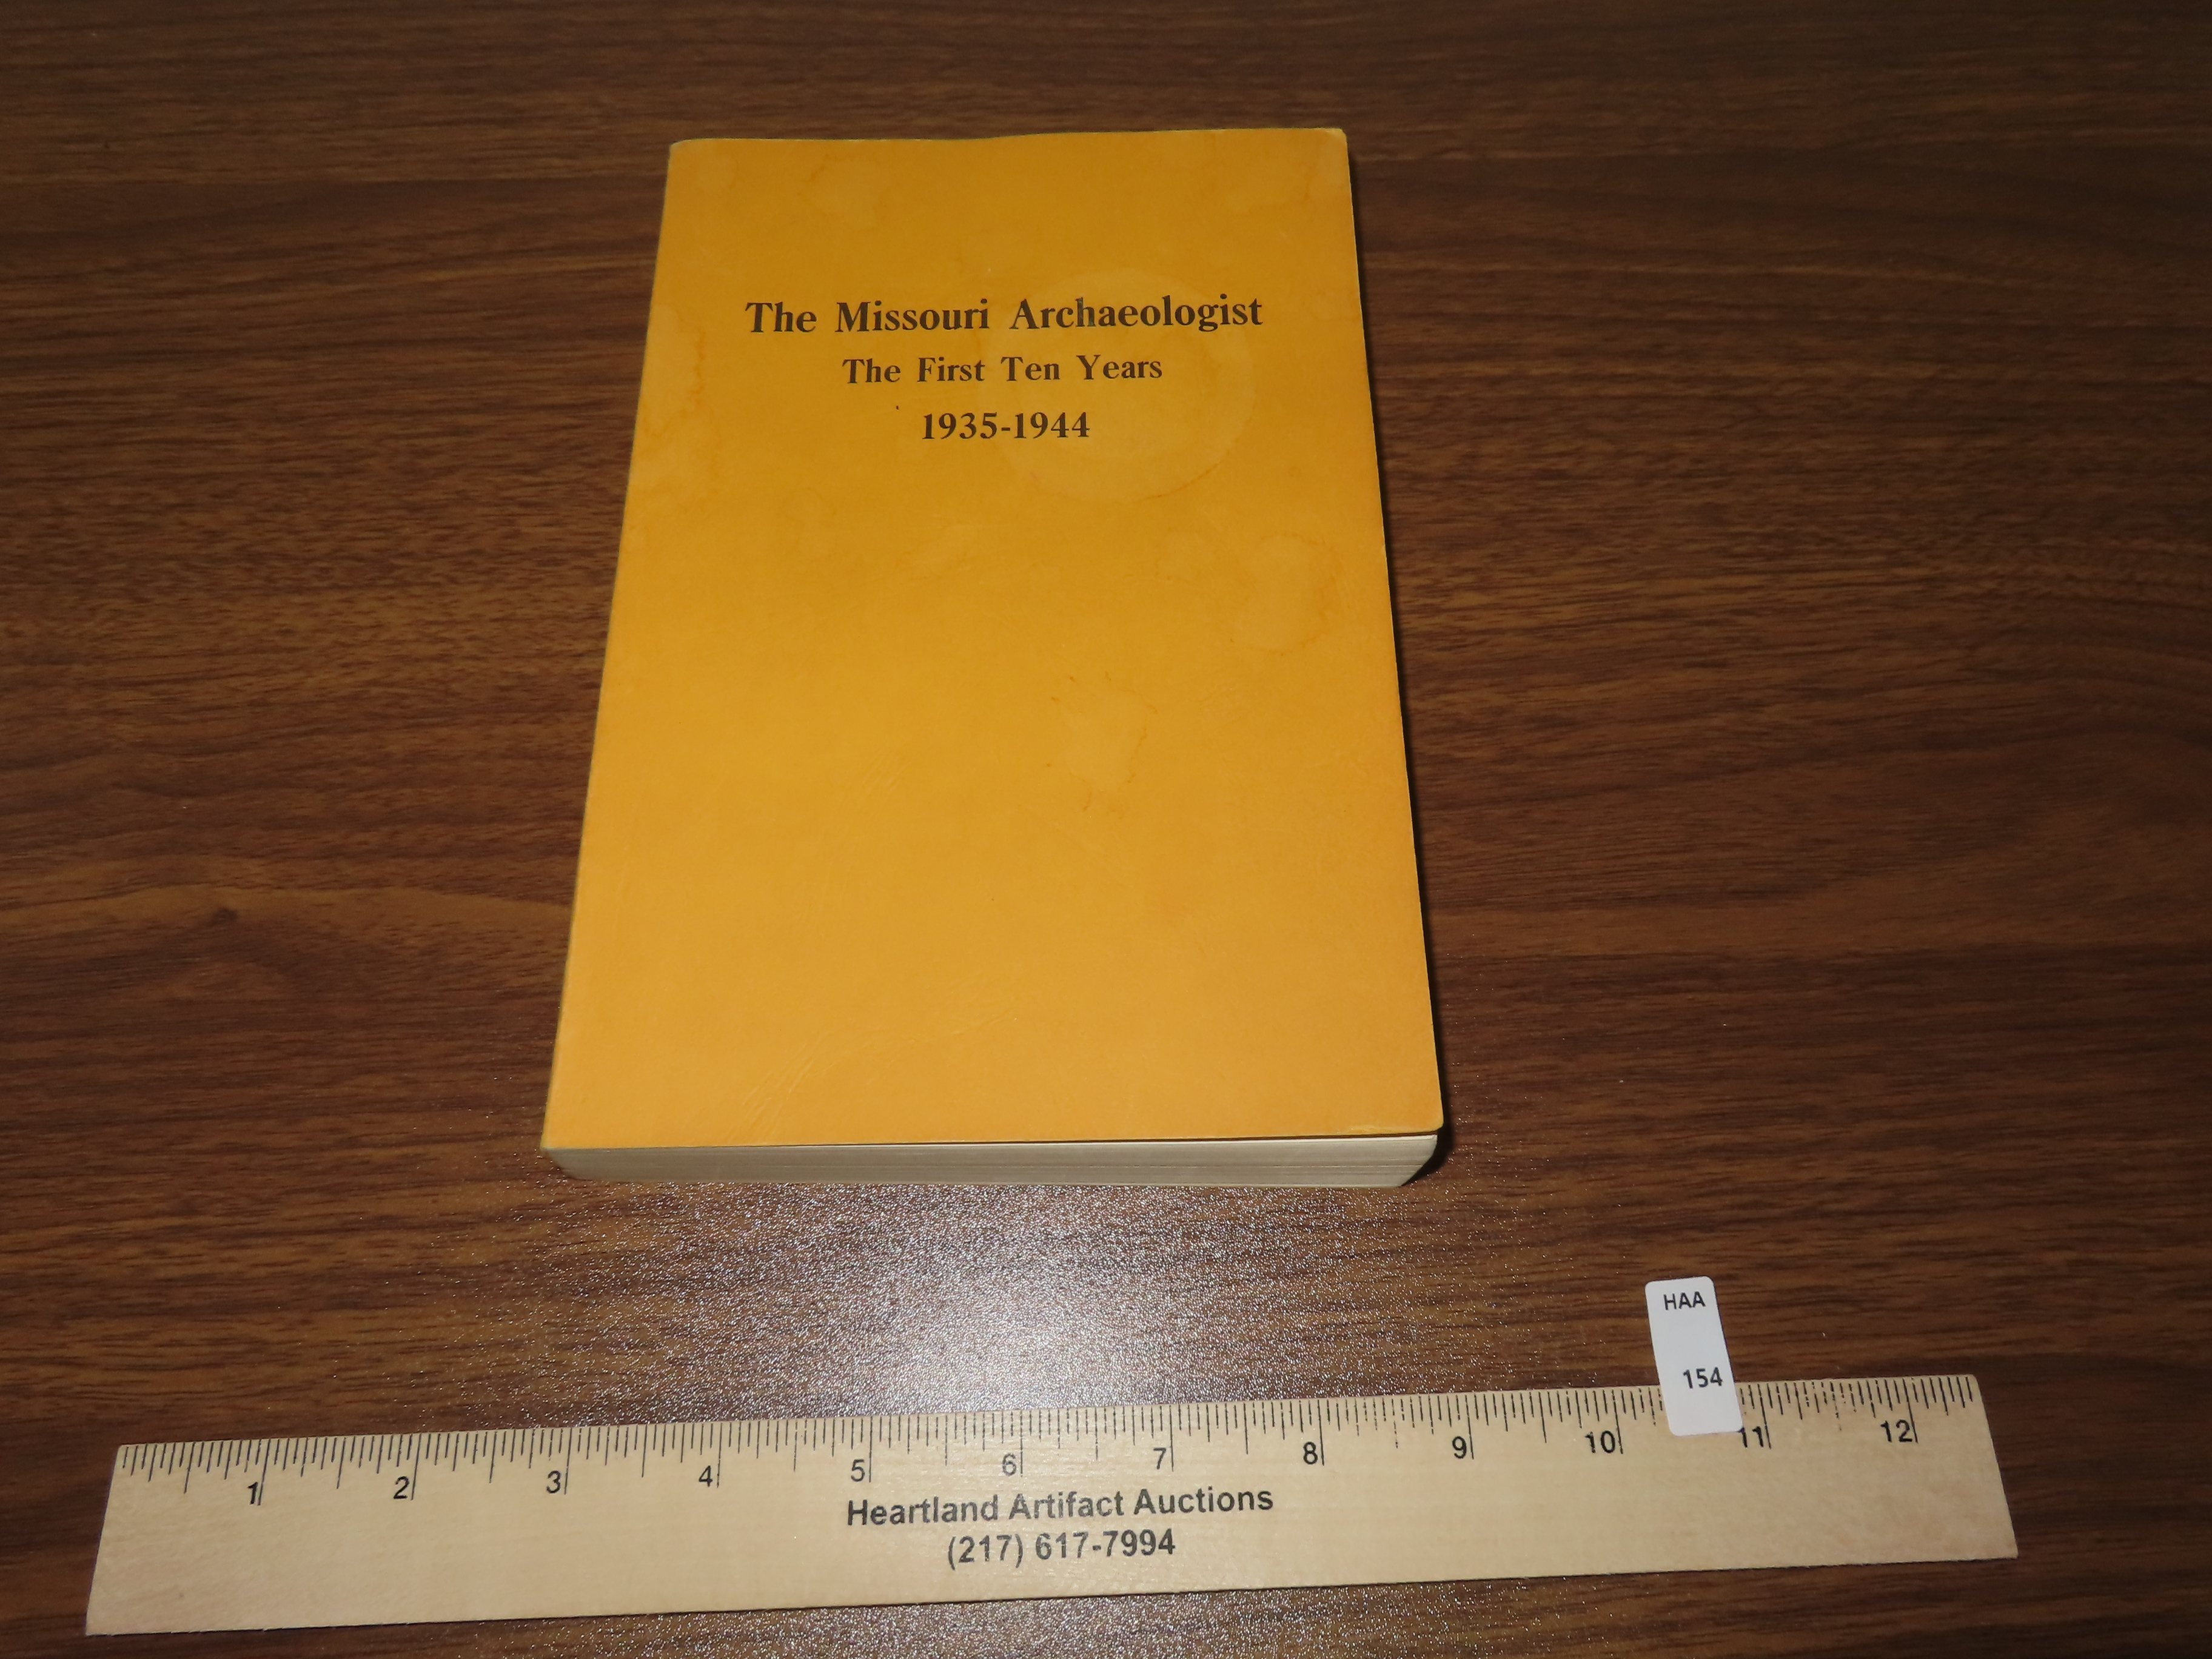 The Missouri Archaeologist
The First Ten Years
1935-1944
HAA
154
1 2 3 4 5 6 7 8 9 10 11 12
Heartland Artifact Auctions
(217) 617-7994